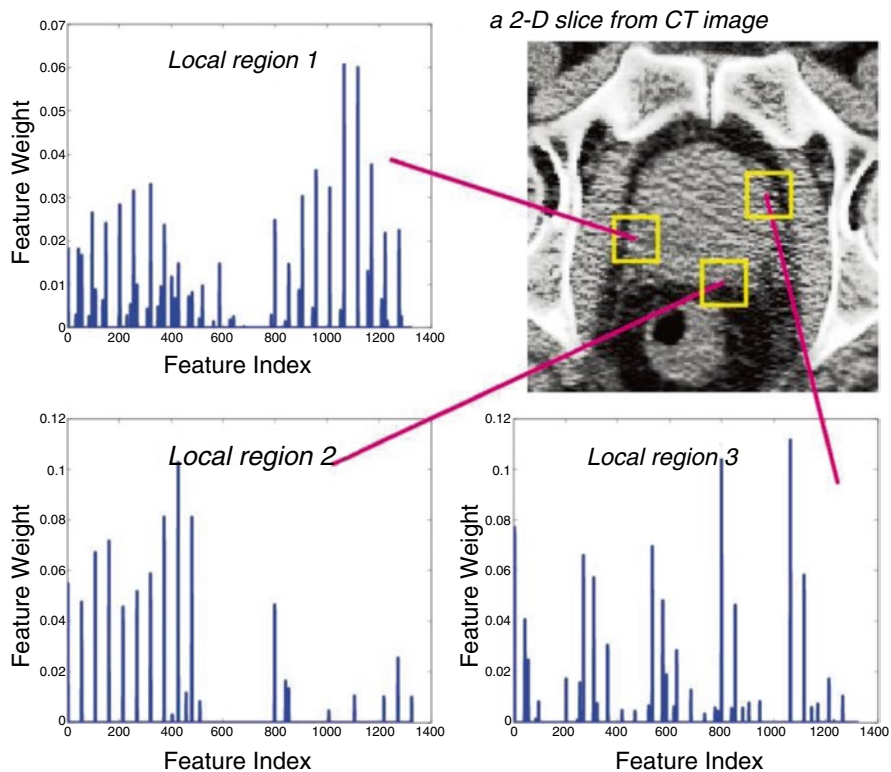 a 2-D slice from CT image
Local region 1
Feature Weight
0.07
0.06
0.05
0.04
0.03
0.02
0.01
0
0 200 400 600 800 1000 1200 1400
Feature Index
Local region 2
Feature Weight
0.12
0.1
0.08
0.06
0.04
0.02
0
0 200 400 600 800 1000 1200 1400
Feature Index
Local region 3
Feature Weight
0.12
0.1
0.08
0.06
0.04
0.02
0
0 200 400 600 800 1000 1200 1400
Feature Index